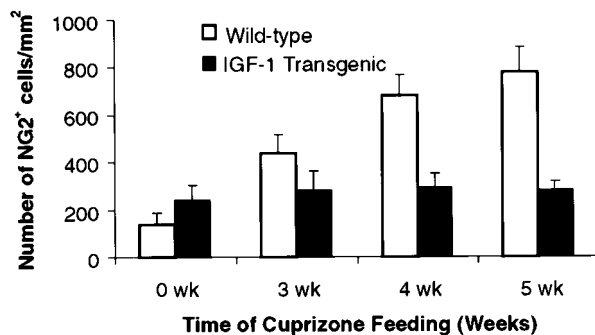 Number of NG2+ cells/mm²
1000
800
600
400
200
0
Wild-type
IGF-1 Transgenic
0 wk
3 wk
4 wk
5 wk
Time of Cuprizone Feeding (Weeks)